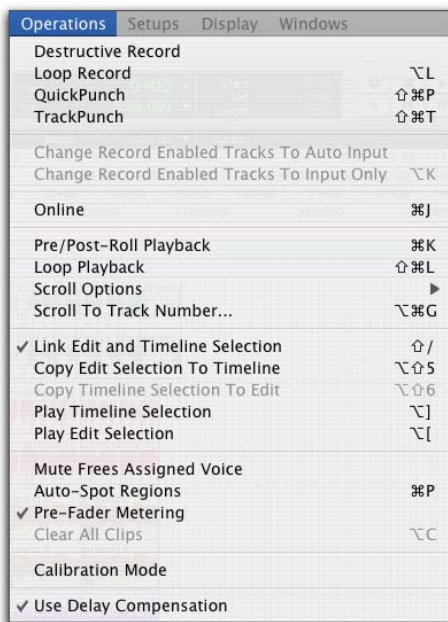 Operations Setups Display Windows
Destructive Record
Loop Record ⌥L
QuickPunch ⇧⌘P
TrackPunch ⇧⌘T
Change Record Enabled Tracks To Auto Input
Change Record Enabled Tracks To Input Only ⌥K
Online ⌘J
Pre/Post-Roll Playback ⌘K
Loop Playback ⇧⌘L
Scroll Options ▶
Scroll To Track Number... ⌥⌘G
✓ Link Edit and Timeline Selection ⇧/
Copy Edit Selection To Timeline ⌥⇧5
Copy Timeline Selection To Edit ⌥⇧6
Play Timeline Selection ⌥]
Play Edit Selection ⌥[
Mute Frees Assigned Voice
Auto-Spot Regions ⌘P
✓ Pre-Fader Metering
Clear All Clips ⌥C
Calibration Mode
✓ Use Delay Compensation